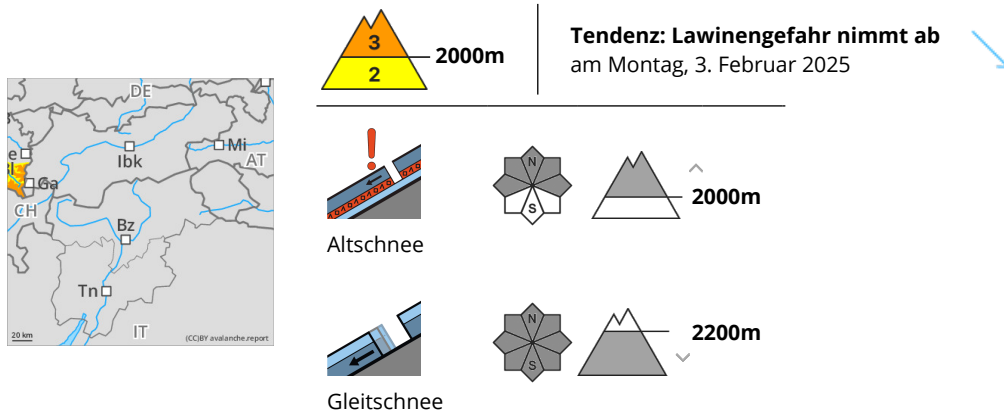 3
2
2000m
Tendenz: Lawinengefahr nimmt ab
am Montag, 3. Februar 2025
DE
Mi
Ibk
AT
e
Bl
Ga
CH
Bz
Tn
IT
20 km
(CC)BY avalanche.report
N
S
2000m
Altschnee
N
S
2200m
Gleitschnee